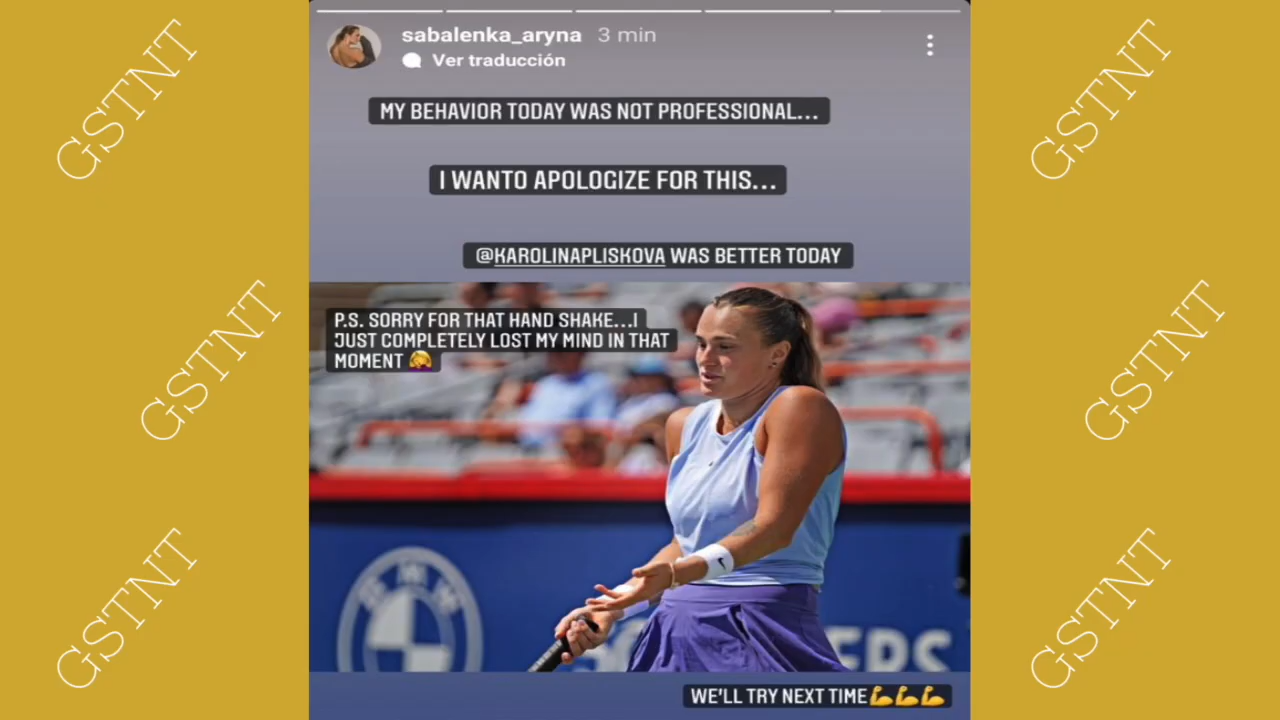 sabalenka_aryna 3 min
Ver traducción
MY BEHAVIOR TODAY WAS NOT PROFESSIONAL...
I WANTO APOLOGIZE FOR THIS...
@KAROLINAPLISKOVA WAS BETTER TODAY
P.S. SORRY FOR THAT HAND SHAKE...I
JUST COMPLETELY LOST MY MIND IN THAT
MOMENT 🤦‍♀️
BMW
ERS
WE'LL TRY NEXT TIME💪💪💪
GSTNT
GSTNT
GSTNT
GSTNT
GSTNT
GSTNT